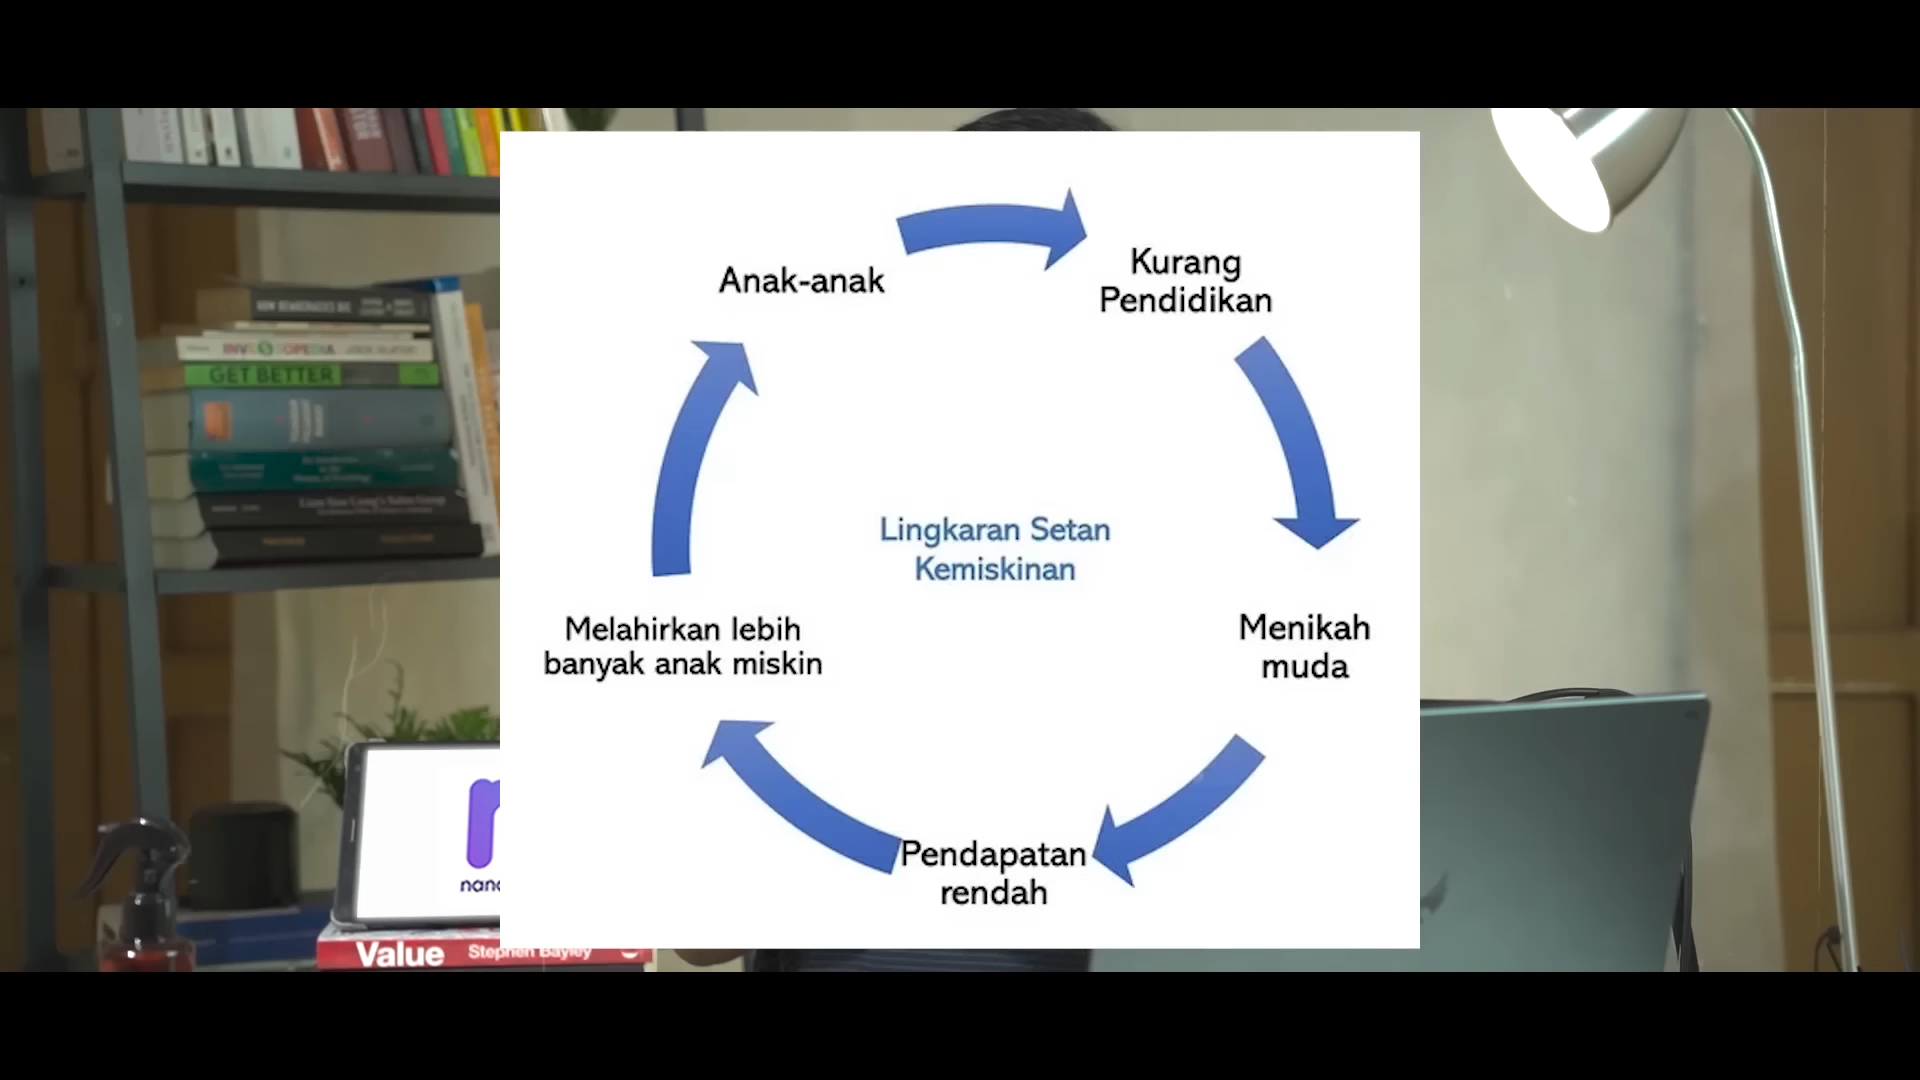 Anak-anak
Kurang
Pendidikan
Menikah
muda
Pendapatan
rendah
Melahirkan lebih
banyak anak miskin
Lingkaran Setan
Kemiskinan
GET BETTER
Value Stephen Bayley